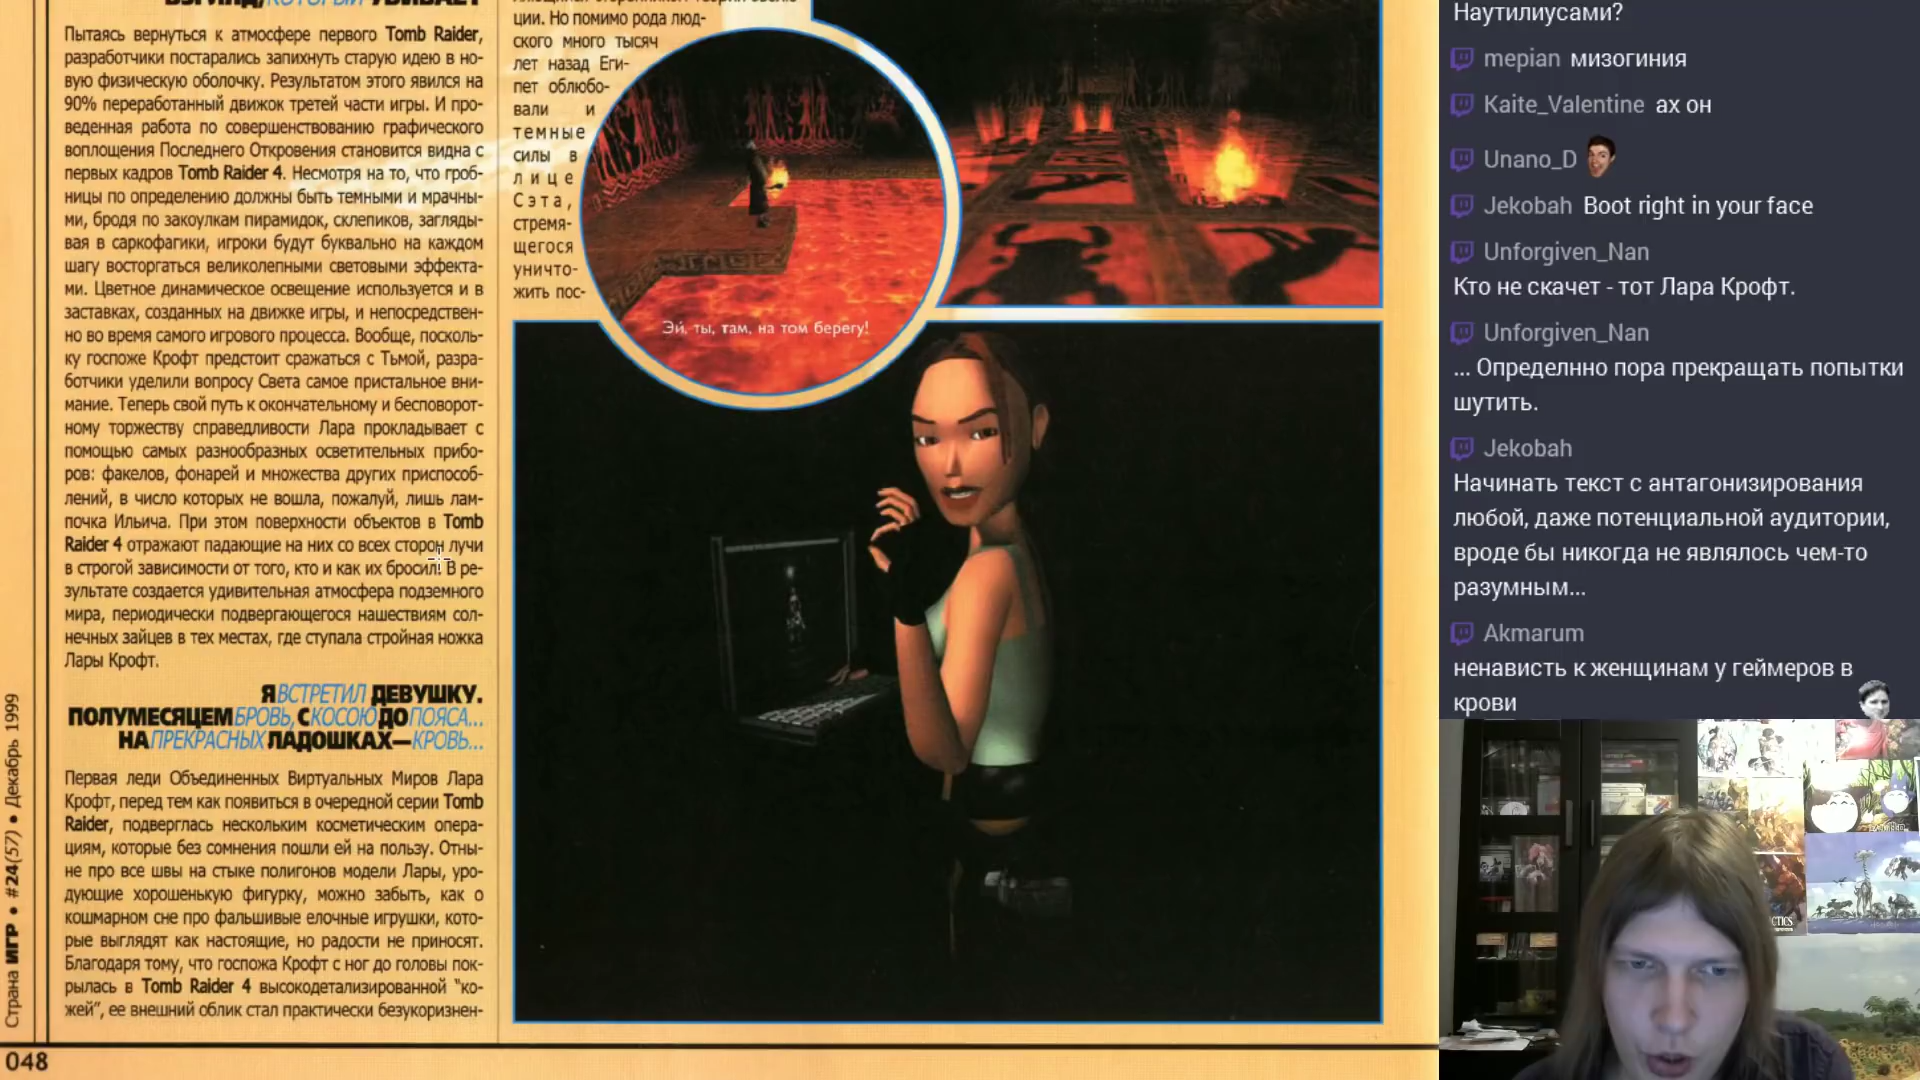 ВЗГЛЯД, КОТОРЫЙ УБИВАЕТ
Пытаясь вернуться к атмосфере первого Tomb Raider,
разработчики постарались запихнуть старую идею в но-
вую физическую оболочку. Результатом этого явился на
90% переработанный движок третей части игры. И про-
веденная работа по совершенствованию графического
воплощения Последнего Откровения становится видна с
первых кадров Tomb Raider 4. Несмотря на то, что гроб-
ницы по определению должны быть темными и мрачны-
ми, бродя по закоулкам пирамидок, склепиков, загляды-
вая в саркофагики, игроки будут буквально на каждом
шагу восторгаться великолепными световыми эффекта-
ми. Цветное динамическое освещение используется и в
заставках, созданных на движке игры, и непосредствен-
но во время самого игрового процесса. Вообще, посколь-
ку госпоже Крофт предстоит сражаться с Тьмой, разра-
ботчики уделили вопросу Света самое пристальное вни-
мание. Теперь свой путь к окончательному и бесповорот-
ному торжеству справедливости Лара прокладывает с
помощью самых разнообразных осветительных прибо-
ров: факелов, фонарей и множества других приспособ-
лений, в число которых не вошла, пожалуй, лишь лам-
почка Ильича. При этом поверхности объектов в Tomb
Raider 4 отражают падающие на них со всех сторон лучи
в строгой зависимости от того, кто и как их бросил! В ре-
зультате создается удивительная атмосфера подземного
мира, периодически подвергающегося нашествиям сол-
нечных зайцев в тех местах, где ступала стройная ножка
Лары Крофт.
Я ВСТРЕТИЛ ДЕВУШКУ.
ПОЛУМЕСЯЦЕМ БРОВЬ, С КОСОЮ ДО ПОЯСА...
НА ПРЕКРАСНЫХ ЛАДОШКАХ—КРОВЬ...
Первая леди Объединенных Виртуальных Миров Лара
Крофт, перед тем как появиться в очередной серии Tomb
Raider, подверглась нескольким косметическим опера-
циям, которые без сомнения пошли ей на пользу. Отны-
не про все швы на стыке полигонов модели Лары, уро-
дующие хорошенькую фигурку, можно забыть, как о
кошмарном сне про фальшивые елочные игрушки, кото-
рые выглядят как настоящие, но радости не приносят.
Благодаря тому, что госпожа Крофт с ног до головы пок-
рылась в Tomb Raider 4 высокодетализированной "ко-
жей", ее внешний облик стал практически безукоризнен-
ции. Но помимо рода люд-
ского много тысяч
лет назад Еги-
пет облюбо-
вали и
темные
силы в
лице
Сэта,
стремя-
щегося
уничто-
жить пос-
Эй, ты, там, на том берегу!
Страна ИГР • #24(57) • Декабрь 1999
048
Наутилиусами?
mepian мизогиния
Kaite_Valentine ах он
Unano_D
Jekobah Boot right in your face
Unforgiven_Nan
Кто не скачет - тот Лара Крофт.
Unforgiven_Nan
... Определнно пора прекращать попытки
шутить.
Jekobah
Начинать текст с антагонизирования
любой, даже потенциальной аудитории,
вроде бы никогда не являлось чем-то
разумным...
Akmarum
ненависть к женщинам у геймеров в
крови